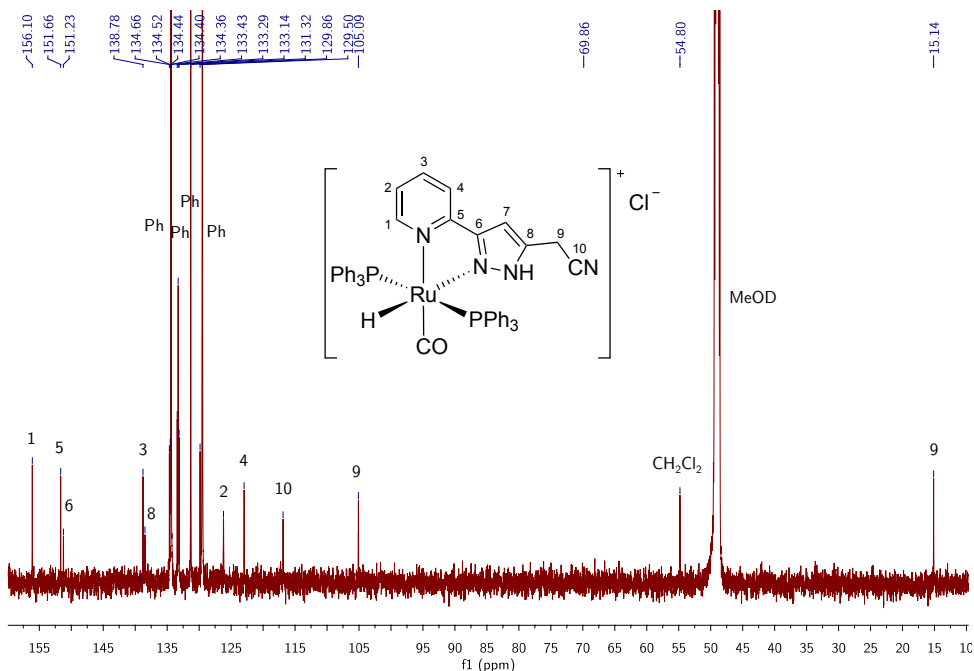 156.10
151.66
151.23
138.78
134.66
134.52
134.44
134.40
134.36
133.43
133.29
133.14
131.32
129.86
129.50
105.09
69.86
54.80
15.14
Ph
Ph
Ph
Ph
1
5
6
3
8
2
4
10
9
CH2Cl2
MeOD
9
3
2
4
1
5
6
7
8
9
10
N
N
NH
CN
Ph3P
Ru
PPh3
H
CO
+
Cl−
155 145 135 125 115 105 95 90 85 80 75 70 65 60 55 50 45 40 35 30 25 20 15 10
f1 (ppm)